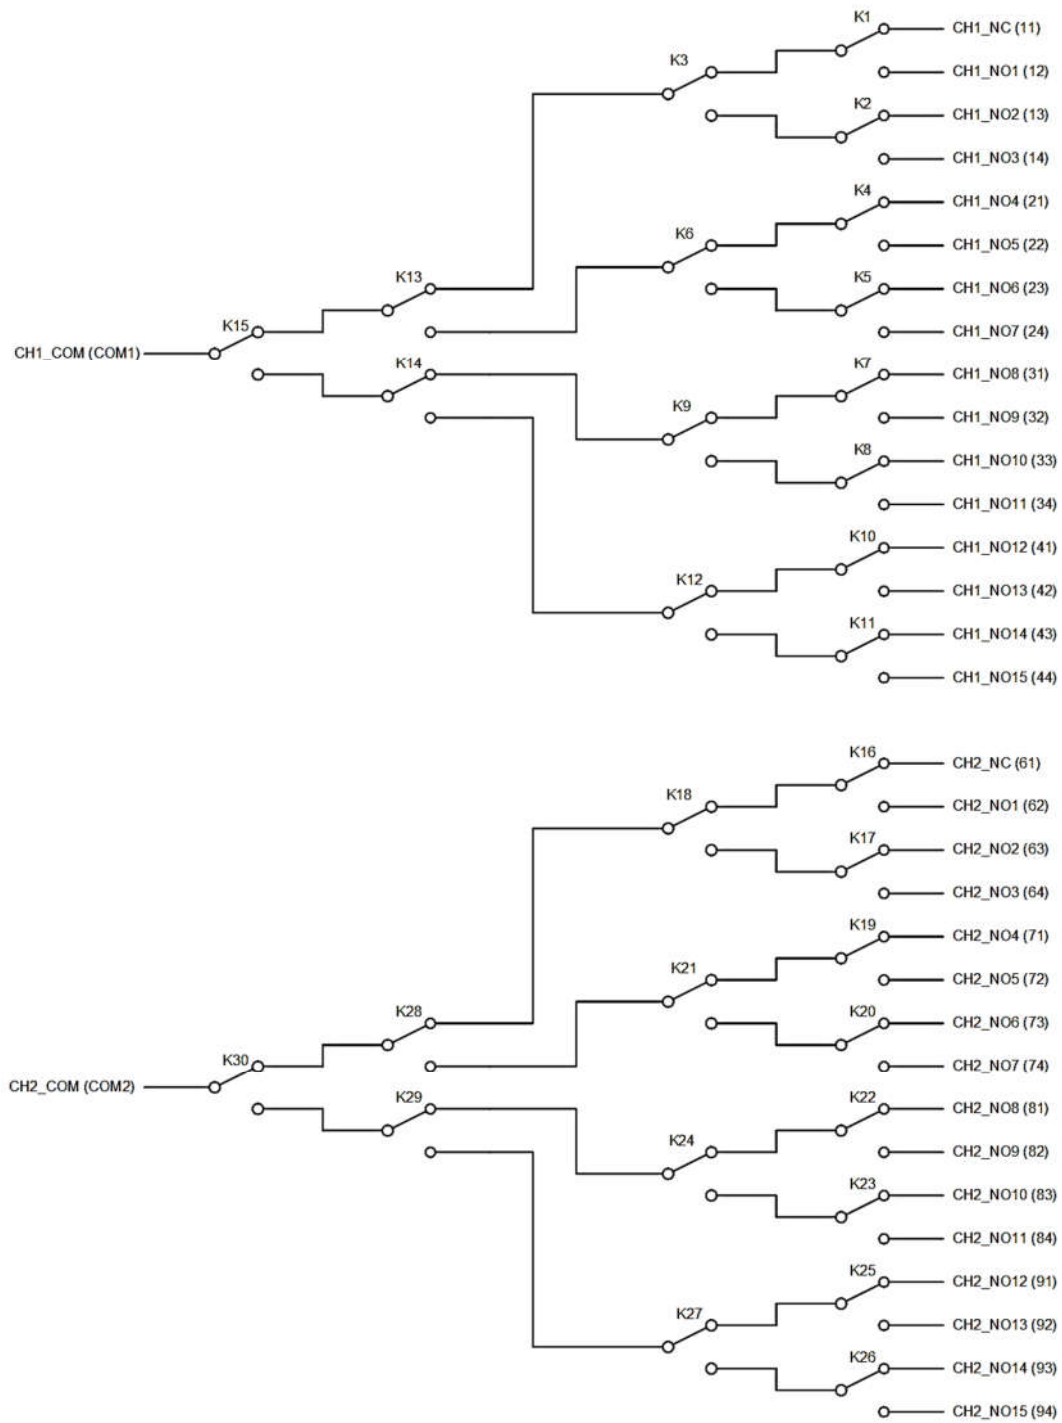 K1
CH1_NC (11)
K3
CH1_NO1 (12)
K2
CH1_NO2 (13)
CH1_NO3 (14)
K4
CH1_NO4 (21)
K6
CH1_NO5 (22)
K13
K5
CH1_NO6 (23)
K15
CH1_NO7 (24)
CH1_COM (COM1)
K14
K7
CH1_NO8 (31)
K9
CH1_NO9 (32)
K8
CH1_NO10 (33)
CH1_NO11 (34)
K10
CH1_NO12 (41)
K12
CH1_NO13 (42)
K11
CH1_NO14 (43)
CH1_NO15 (44)
K16
CH2_NC (61)
K18
CH2_NO1 (62)
K17
CH2_NO2 (63)
CH2_NO3 (64)
K19
CH2_NO4 (71)
K21
CH2_NO5 (72)
K28
K20
CH2_NO6 (73)
K30
CH2_NO7 (74)
CH2_COM (COM2)
K29
K22
CH2_NO8 (81)
K24
CH2_NO9 (82)
K23
CH2_NO10 (83)
CH2_NO11 (84)
K25
CH2_NO12 (91)
K27
CH2_NO13 (92)
K26
CH2_NO14 (93)
CH2_NO15 (94)